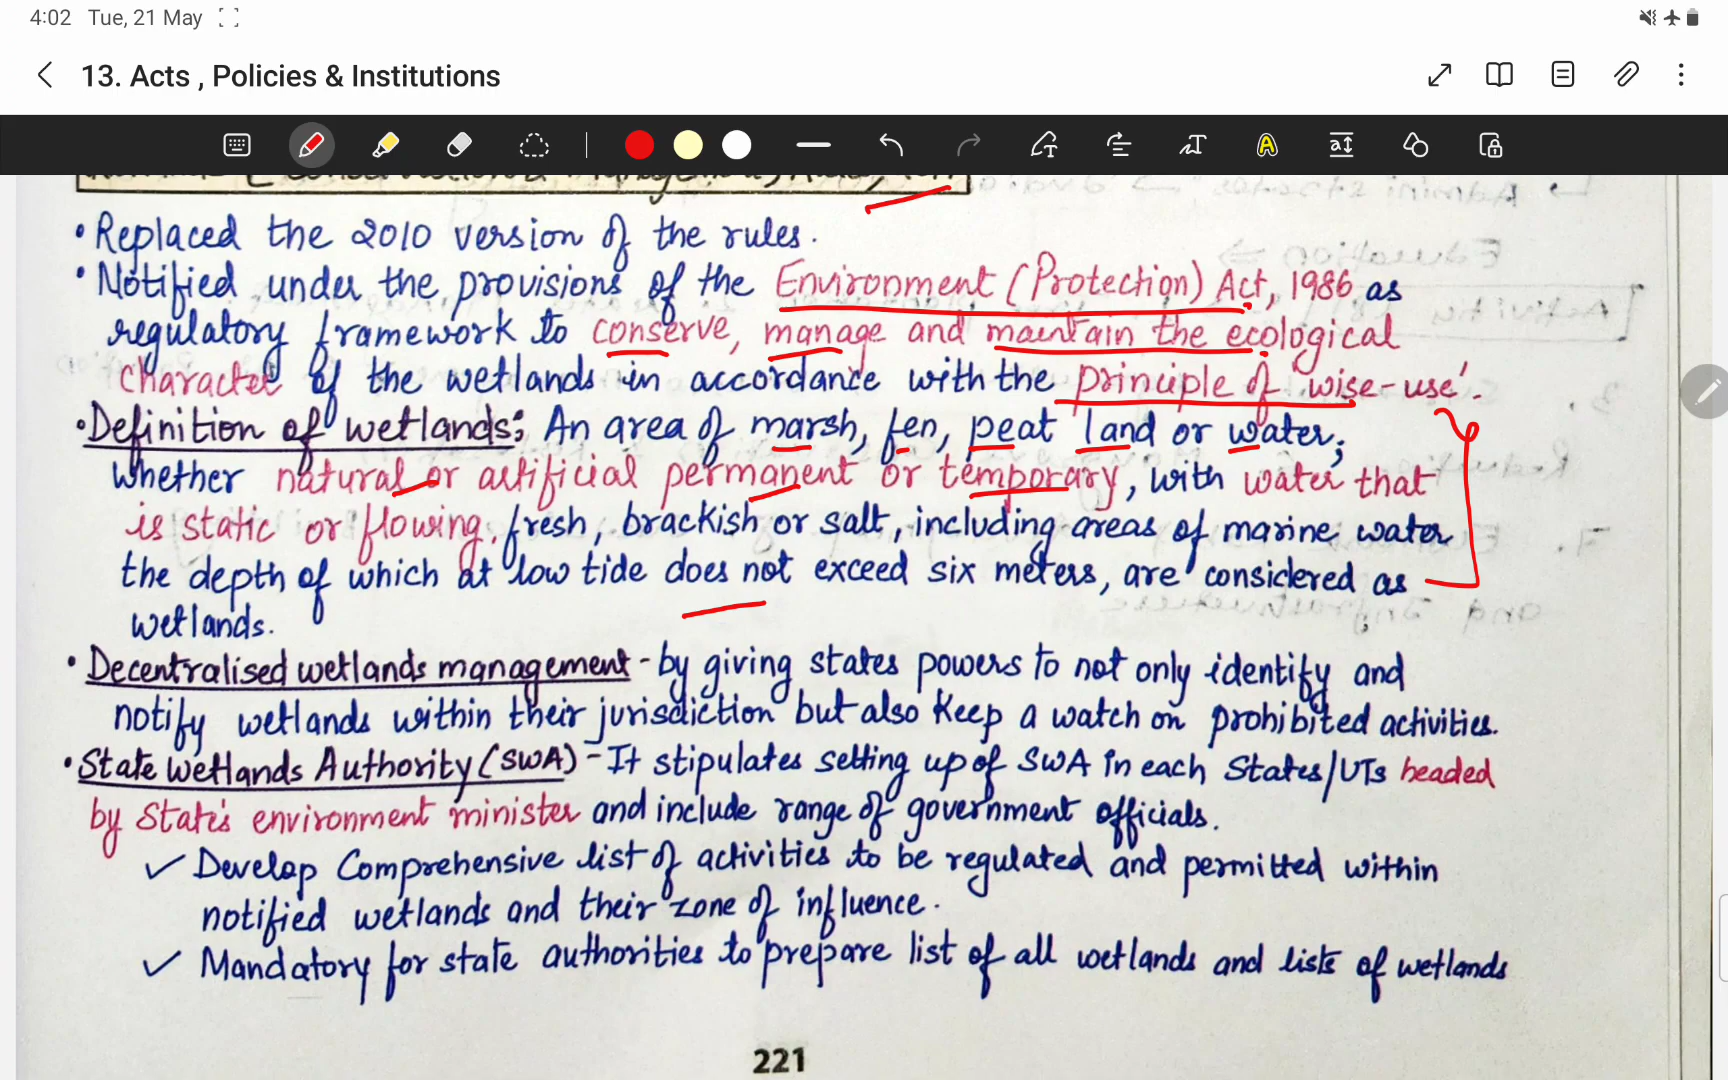 4:02 Tue, 21 May
13. Acts , Policies & Institutions
• Replaced the 2010 version of the rules.
• Notified under the provisions of the Environment (Protection) Act, 1986 as
regulatory framework to conserve, manage and maintain the ecological
character of the wetlands in accordance with the principle of 'wise-use'.
• Definition of wetlands: An area of marsh, fen, peat land or water;
whether natural or artificial permanent or temporary, with water that
is static or flowing, fresh, brackish or salt, including areas of marine water
the depth of which at low tide does not exceed six meters, are considered as
wetlands.
• Decentralised wetlands management - by giving states powers to not only identify and
notify wetlands within their jurisdiction but also keep a watch on prohibited activities.
• State Wetlands Authority (SWA) - It stipulates setting up of SWA in each States/UTs headed
by State's environment minister and include range of government officials.
✓ Develop Comprehensive list of activities to be regulated and permitted within
notified wetlands and their zone of influence.
✓ Mandatory for state authorities to prepare list of all wetlands and lists of wetlands
221